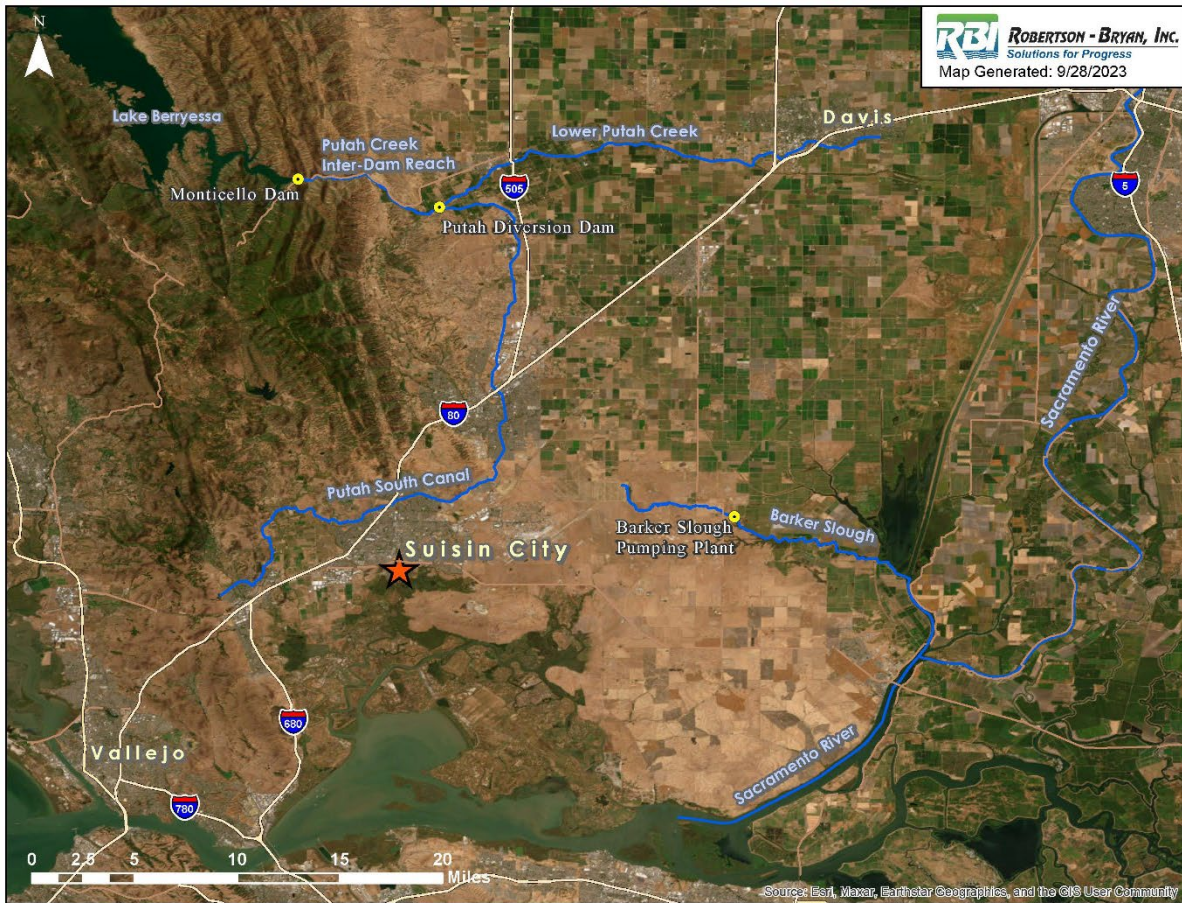 N
RBI ROBERTSON - BRYAN, INC.
Solutions for Progress
Map Generated: 9/28/2023
Lake Berryessa
Putah Creek
Inter-Dam Reach
Monticello Dam
Lower Putah Creek
Davis
505
5
Putah Diversion Dam
Sacramento River
80
Putah South Canal
Barker Slough
Pumping Plant
Barker Slough
Suisin City
680
Vallejo
780
Sacramento River
0 2.5 5 10 15 20
Miles
Source: Esri, Maxar, Earthstar Geographics, and the GIS User Community